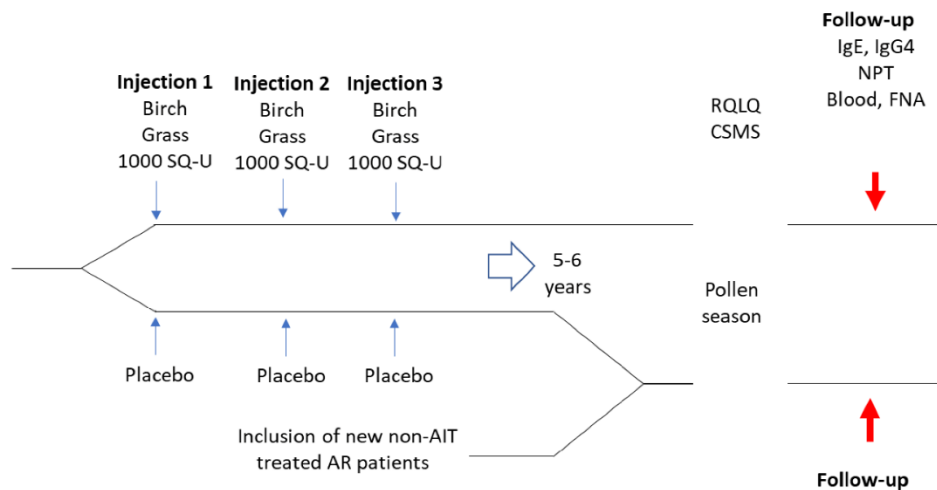 Follow-up
IgE, IgG4
NPT
Blood, FNA
Injection 1
Birch
Grass
1000 SQ-U
Injection 2
Birch
Grass
1000 SQ-U
Injection 3
Birch
Grass
1000 SQ-U
RQLQ
CSMS
5-6
years
Pollen
season
Placebo
Placebo
Placebo
Inclusion of new non-AIT
treated AR patients
Follow-up